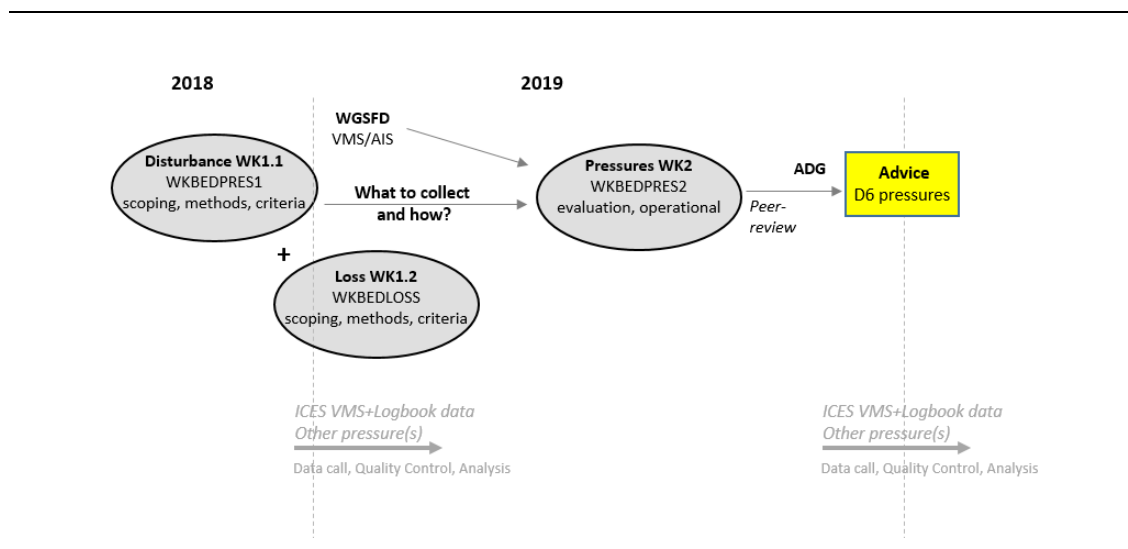 2018
2019
WGSFD
VMS/AIS
Disturbance WK1.1
WKBEDPRES1
scoping, methods, criteria
What to collect
and how?
Pressures WK2
WKBEDPRES2
evaluation, operational
ADG
Peer-
review
Advice
D6 pressures
+
Loss WK1.2
WKBEDLOSS
scoping, methods, criteria
ICES VMS+Logbook data
Other pressure(s)
Data call, Quality Control, Analysis
ICES VMS+Logbook data
Other pressure(s)
Data call, Quality Control, Analysis